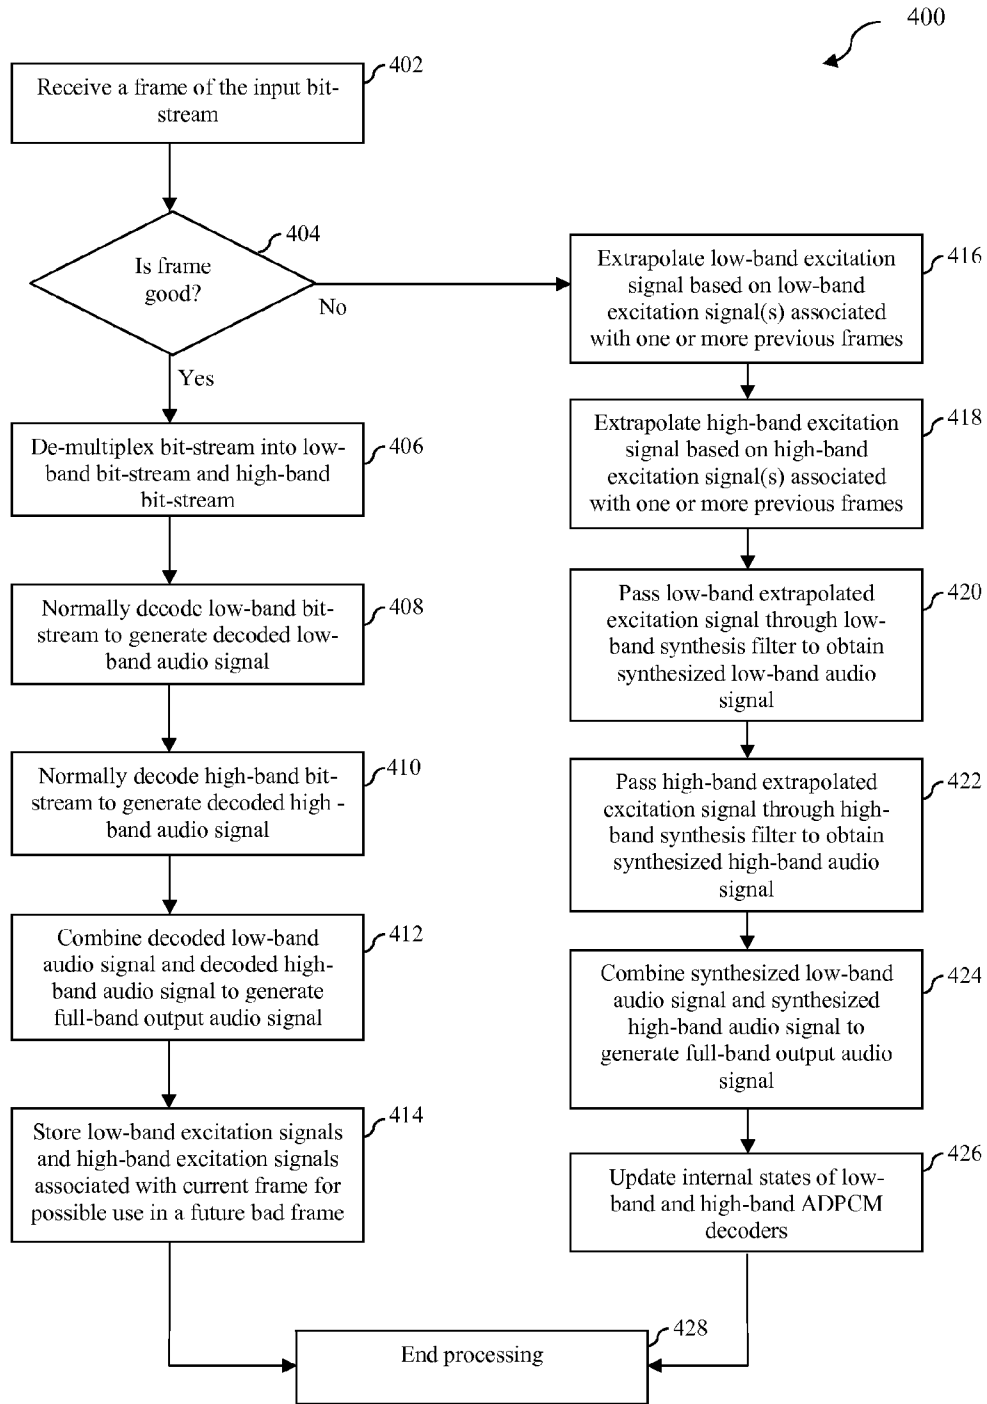 400
402
Receive a frame of the input bit-
stream
404
Is frame
good?
No
Yes
De-multiplex bit-stream into low-
band bit-stream and high-band
bit-stream
406
Normally decode low-band bit-
stream to generate decoded low-
band audio signal
408
Normally decode high-band bit-
stream to generate decoded high -
band audio signal
410
Combine decoded low-band
audio signal and decoded high-
band audio signal to generate
full-band output audio signal
412
Store low-band excitation signals
and high-band excitation signals
associated with current frame for
possible use in a future bad frame
414
Extrapolate low-band excitation
signal based on low-band
excitation signal(s) associated
with one or more previous frames
416
Extrapolate high-band excitation
signal based on high-band
excitation signal(s) associated
with one or more previous frames
418
Pass low-band extrapolated
excitation signal through low-
band synthesis filter to obtain
synthesized low-band audio
signal
420
Pass high-band extrapolated
excitation signal through high-
band synthesis filter to obtain
synthesized high-band audio
signal
422
Combine synthesized low-band
audio signal and synthesized
high-band audio signal to
generate full-band output audio
signal
424
Update internal states of low-
band and high-band ADPCM
decoders
426
End processing
428